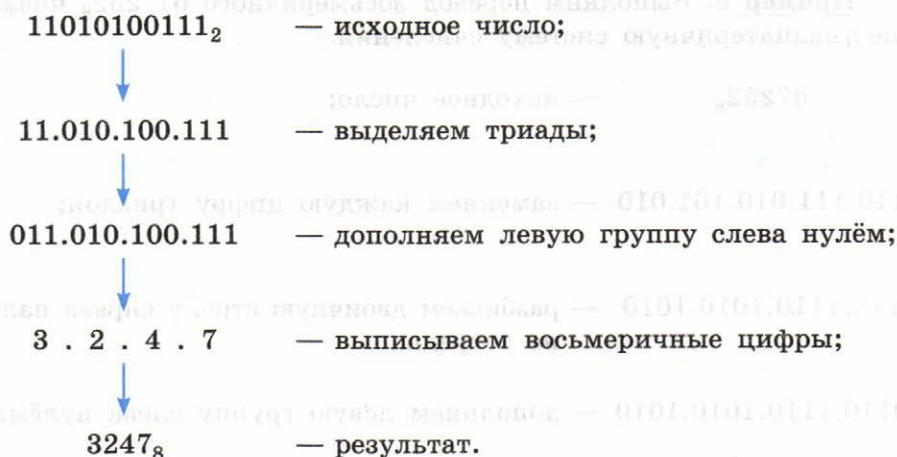 11010100111₂ — исходное число;
11.010.100.111 — выделяем триады;
011.010.100.111 — дополняем левую группу слева нулём;
3 . 2 . 4 . 7 — выписываем восьмеричные цифры;
3247₈ — результат.